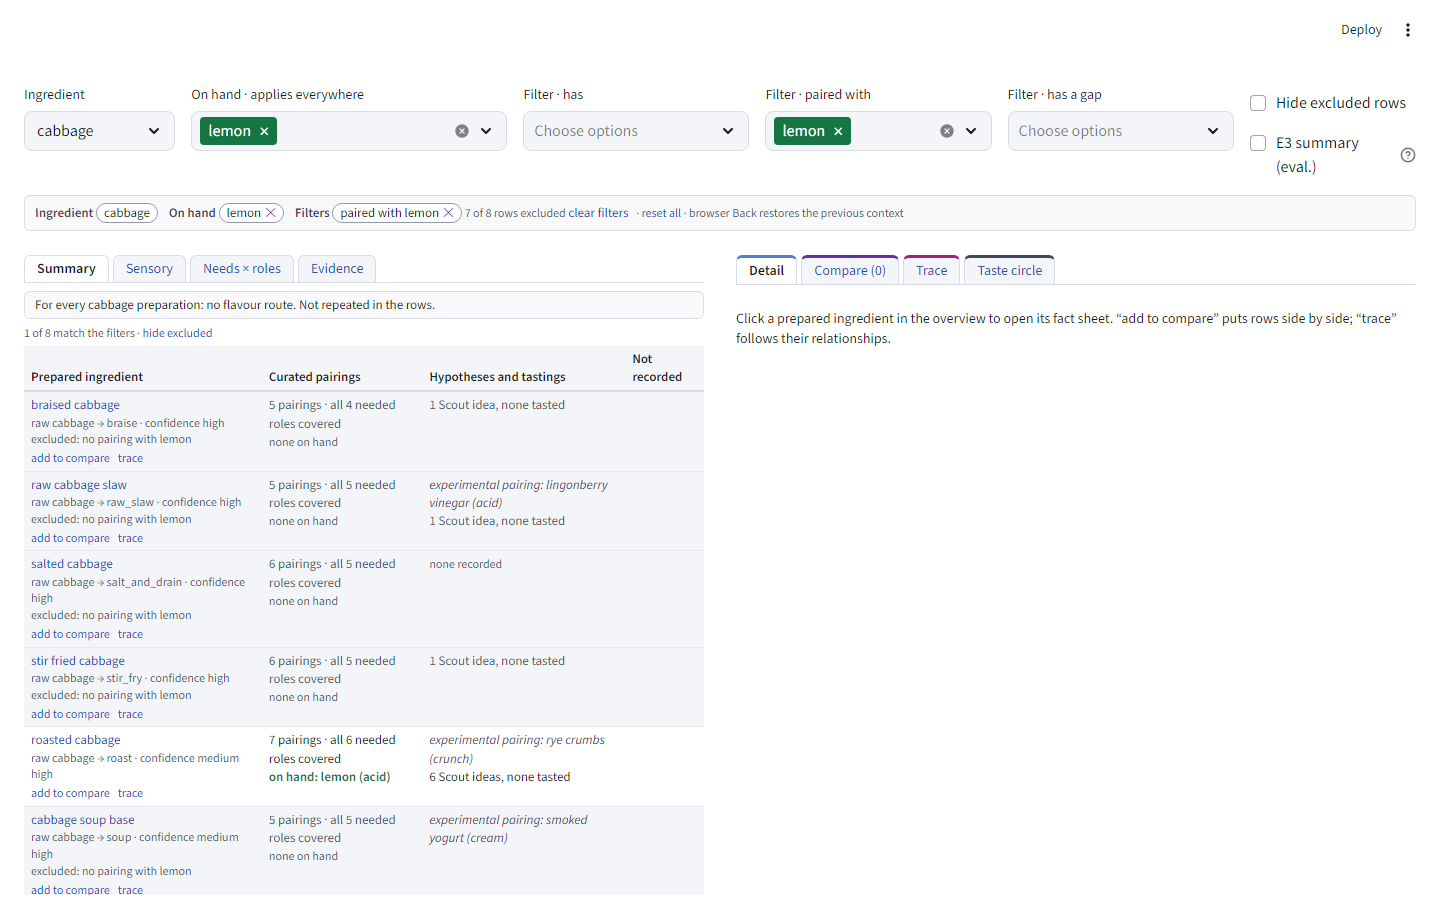 Deploy
Ingredient
On hand · applies everywhere
Filter · has
Filter · paired with
Filter · has a gap
cabbage
lemon
Choose options
lemon
Choose options
Hide excluded rows
E3 summary
(eval.)
Ingredient cabbage On hand lemon Filters paired with lemon 7 of 8 rows excluded clear filters · reset all · browser Back restores the previous context
Summary
Sensory
Needs × roles
Evidence
For every cabbage preparation: no flavour route. Not repeated in the rows.
1 of 8 match the filters · hide excluded
Prepared ingredient
Curated pairings
Hypotheses and tastings
Not
recorded
braised cabbage
raw cabbage → braise · confidence high
excluded: no pairing with lemon
add to compare trace
5 pairings · all 4 needed
roles covered
none on hand
1 Scout idea, none tasted
raw cabbage slaw
raw cabbage → raw_slaw · confidence high
excluded: no pairing with lemon
add to compare trace
5 pairings · all 5 needed
roles covered
none on hand
experimental pairing: lingonberry
vinegar (acid)
1 Scout idea, none tasted
salted cabbage
raw cabbage → salt_and_drain · confidence
high
excluded: no pairing with lemon
add to compare trace
6 pairings · all 5 needed
roles covered
none on hand
none recorded
stir fried cabbage
raw cabbage → stir_fry · confidence high
excluded: no pairing with lemon
add to compare trace
6 pairings · all 5 needed
roles covered
none on hand
1 Scout idea, none tasted
roasted cabbage
raw cabbage → roast · confidence medium
high
add to compare trace
7 pairings · all 6 needed
roles covered
on hand: lemon (acid)
experimental pairing: rye crumbs
(crunch)
6 Scout ideas, none tasted
cabbage soup base
raw cabbage → soup · confidence medium
high
excluded: no pairing with lemon
add to compare trace
5 pairings · all 5 needed
roles covered
none on hand
experimental pairing: smoked
yogurt (cream)
Detail
Compare (0)
Trace
Taste circle
Click a prepared ingredient in the overview to open its fact sheet. “add to compare” puts rows side by side; “trace”
follows their relationships.